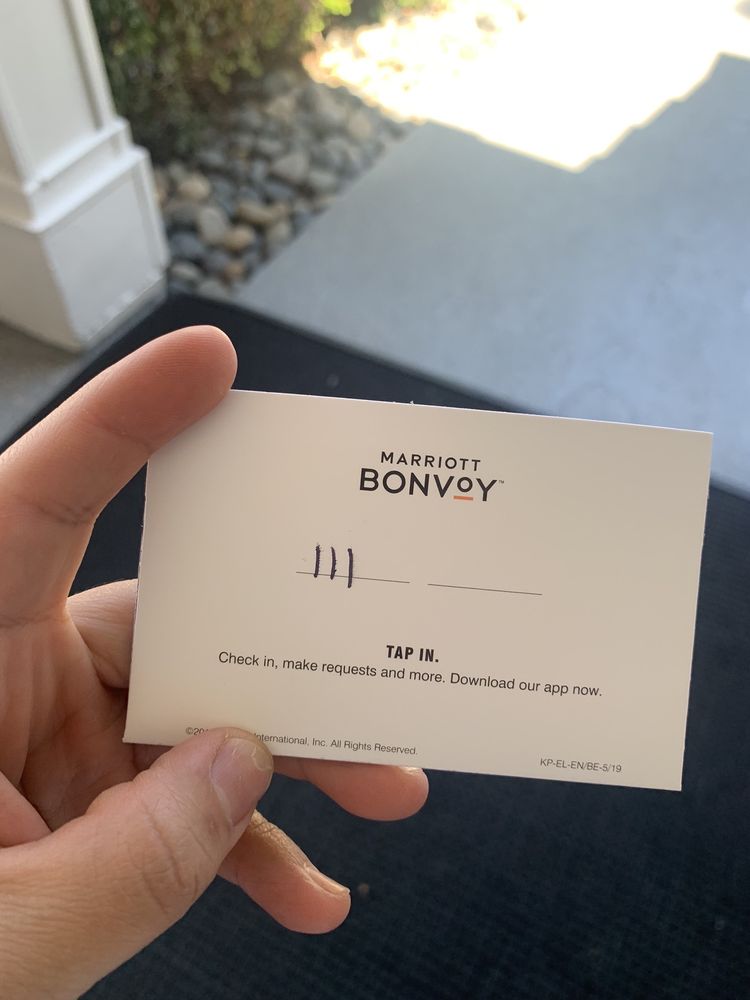 MARRIOTT
BONVOY™
111
TAP IN.
Check in, make requests and more. Download our app now.
International, Inc. All Rights Reserved.
KP-EL-EN/BE-5/19